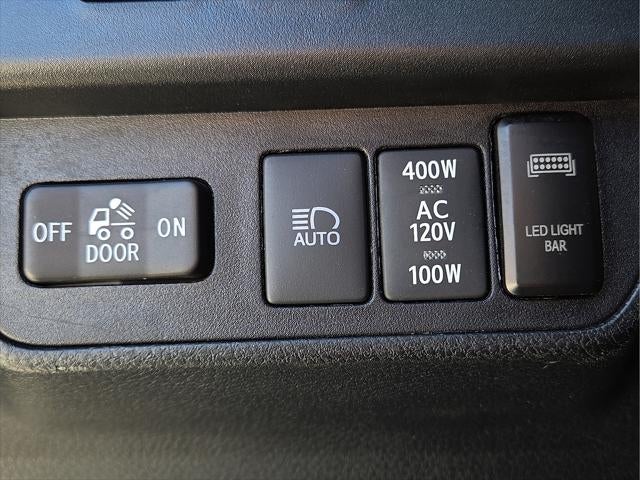 OFF DOOR ON
AUTO
400W
AC
120V
100W
LED LIGHT
BAR